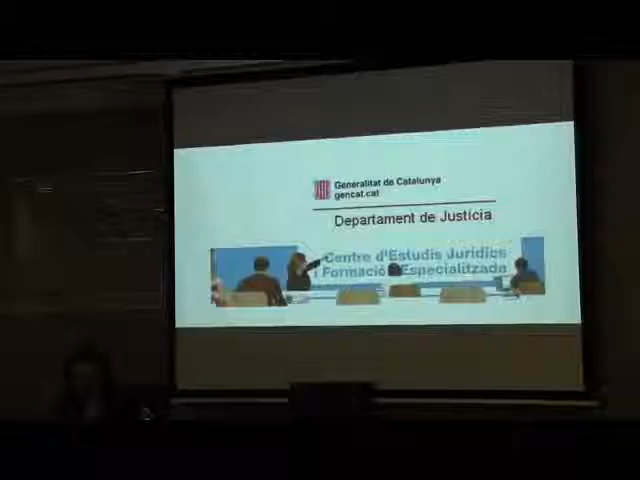 Generalitat de Catalunya
gencat.cat
Departament de Justícia
Centre d'Estudis Jurídics
i Formació Especialitzada